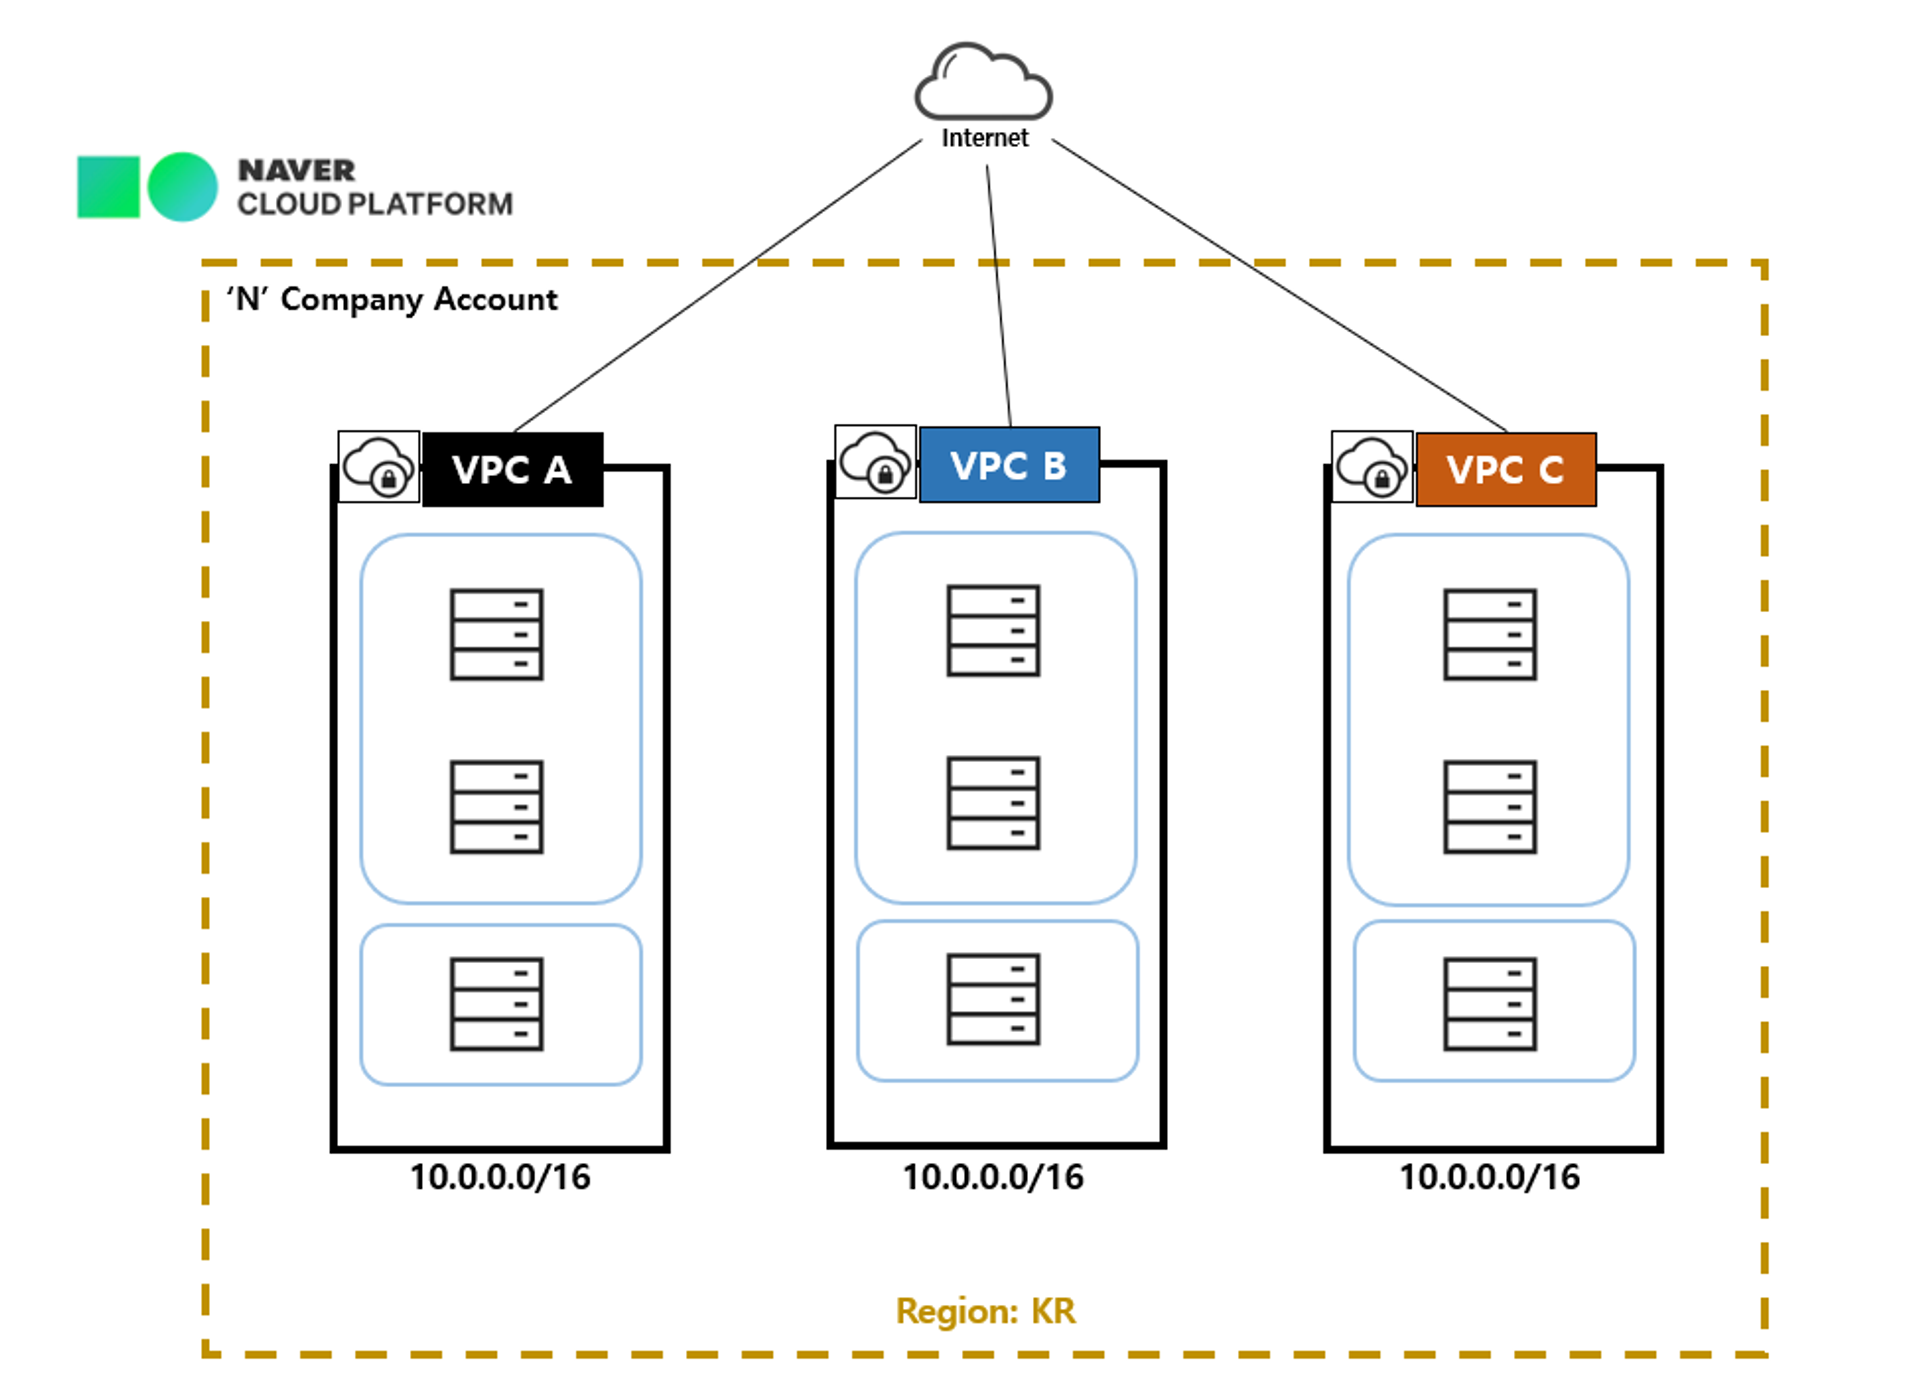 Internet
NAVER
CLOUD PLATFORM
‘N’ Company Account
VPC A
VPC B
VPC C
10.0.0.0/16
10.0.0.0/16
10.0.0.0/16
Region: KR